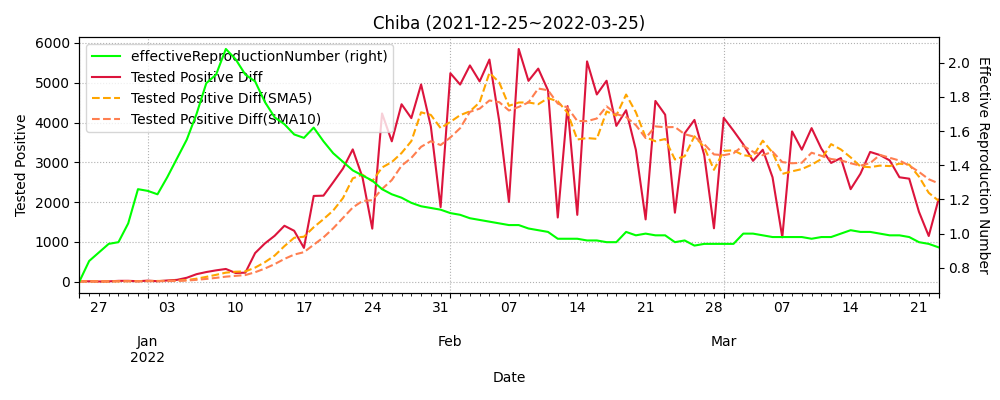 Chiba (2021-12-25~2022-03-25)
effectiveReproductionNumber (right)
Tested Positive Diff
Tested Positive Diff(SMA5)
Tested Positive Diff(SMA10)
Tested Positive
6000
5000
4000
3000
2000
1000
0
Effective Reproduction Number
2.0
1.8
1.6
1.4
1.2
1.0
0.8
27 03 10 17 24 31 07 14 21 28 07 14 21
Jan Feb Mar
2022
Date